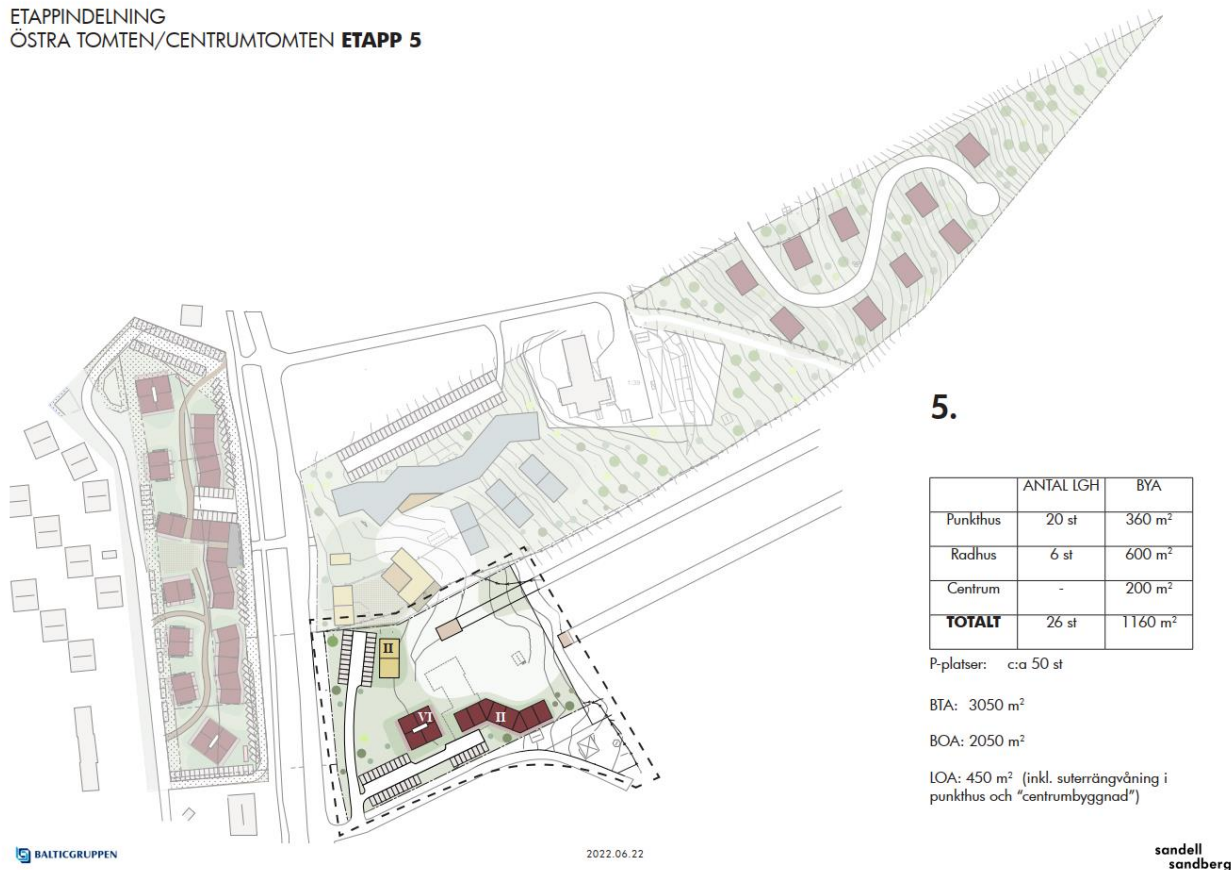 ETAPPINDELNING
ÖSTRA TOMTEN/CENTRUMTOMTEN ETAPP 5
5.
ANTAL LGH BYA
Punkthus 20 st 360 m²
Radhus 6 st 600 m²
Centrum - 200 m²
TOTALT 26 st 1160 m²
P-platser: c:a 50 st
BTA: 3050 m²
BOA: 2050 m²
LOA: 450 m² (inkl. suterrängvåning i
punkthus och "centrumbyggnad")
II
VI
II
BALTICGRUPPEN
2022.06.22
sandell
sandberg